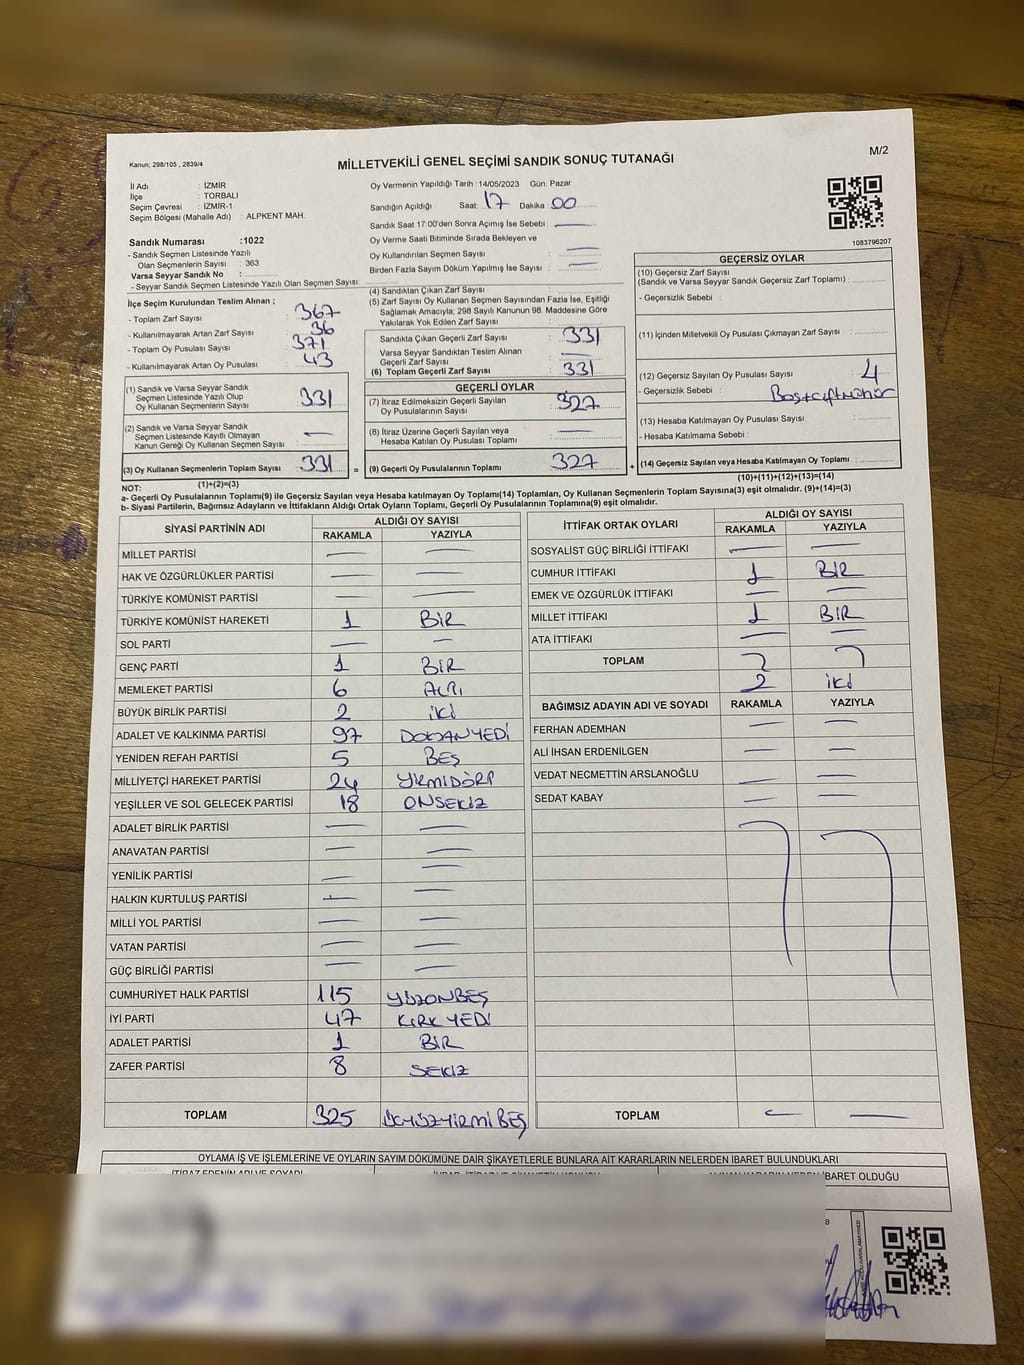 Kanun; 298/105 , 2839/4
MİLLETVEKİLİ GENEL SEÇİMİ SANDIK SONUÇ TUTANAĞI
M/2
İl Adı : İZMİR
İlçe : TORBALI
Seçim Çevresi : İZMİR-1
Seçim Bölgesi (Mahalle Adı) : ALPKENT MAH.
Sandık Numarası :1022
- Sandık Seçmen Listesinde Yazılı
Olan Seçmenlerin Sayısı : 363
Varsa Seyyar Sandık No :
- Seyyar Sandık Seçmen Listesinde Yazılı Olan Seçmen Sayısı:
Oy Vermenin Yapıldığı Tarih :14/05/2023 Gün: Pazar
Sandığın Açıldığı Saat: 17 Dakika: 00
Sandık Saat 17:00'den Sonra Açımış İse Sebebi : —
Oy Verme Saati Bitiminde Sırada Bekleyen ve
Oy Kullandırılan Seçmen Sayısı : —
Birden Fazla Sayım Döküm Yapılmış İse Sayısı : —
1083796207
İlçe Seçim Kurulundan Teslim Alınan ;
- Toplam Zarf Sayısı : 367
- Kullanılmayarak Artan Zarf Sayısı : 36
- Toplam Oy Pusulası Sayısı : 371
- Kullanılmayarak Artan Oy Pusulası : 43
(1) Sandık ve Varsa Seyyar Sandık
Seçmen Listesinde Yazılı Olup
Oy Kullanan Seçmenlerin Sayısı : 331
(2) Sandık ve Varsa Seyyar Sandık
Seçmen Listesinde Kayıtlı Olmayan
Kanun Gereği Oy Kullanan Seçmen Sayısı : —
(3) Oy Kullanan Seçmenlerin Toplam Sayısı : 331
(1)+(2)=(3)
(4) Sandıktan Çıkan Zarf Sayısı :
(5) Zarf Sayısı Oy Kullanan Seçmen Sayısından Fazla İse, Eşitliği
Sağlamak Amacıyla; 298 Sayılı Kanunun 98. Maddesine Göre
Yakılarak Yok Edilen Zarf Sayısı :
Sandıkta Çıkan Geçerli Zarf Sayısı : 331
Varsa Seyyar Sandıktan Teslim Alınan
Geçerli Zarf Sayısı : —
(6) Toplam Geçerli Zarf Sayısı : 331
GEÇERLİ OYLAR
(7) İtiraz Edilmeksizin Geçerli Sayılan
Oy Pusulalarının Sayısı : 327
(8) İtiraz Üzerine Geçerli Sayılan veya
Hesaba Katılan Oy Pusulası Toplamı : —
= (9) Geçerli Oy Pusulalarının Toplamı : 327
GEÇERSİZ OYLAR
(10) Geçersiz Zarf Sayısı
(Sandık ve Varsa Seyyar Sandık Geçersiz Zarf Toplamı) :
- Geçersizlik Sebebi :
(11) İçinden Milletvekili Oy Pusulası Çıkmayan Zarf Sayısı :
(12) Geçersiz Sayılan Oy Pusulası Sayısı : 4
- Geçersizlik Sebebi : Boş+çiftmühür
(13) Hesaba Katılmayan Oy Pusulası Sayısı :
- Hesaba Katılmama Sebebi :
+ (14) Geçersiz Sayılan veya Hesaba Katılmayan Oy Toplamı :
(10)+(11)+(12)+(13)=(14)
NOT:
a- Geçerli Oy Pusulalarının Toplamı(9) ile Geçersiz Sayılan veya Hesaba katılmayan Oy Toplamı(14) Toplamları, Oy Kullanan Seçmenlerin Toplam Sayısına(3) eşit olmalıdır. (9)+(14)=(3)
b- Siyasi Partilerin, Bağımsız Adayların ve İttifakların Aldığı Ortak Oyların Toplamı, Geçerli Oy Pusulalarının Toplamına(9) eşit olmalıdır.
SİYASİ PARTİNİN ADI ALDIĞI OY SAYISI
RAKAMLA YAZIYLA
MİLLET PARTİSİ — —
HAK VE ÖZGÜRLÜKLER PARTİSİ — —
TÜRKİYE KOMÜNİST PARTİSİ — —
TÜRKİYE KOMÜNİST HAREKETİ 1 BİR
SOL PARTİ — —
GENÇ PARTİ 1 BİR
MEMLEKET PARTİSİ 6 ALTI
BÜYÜK BİRLİK PARTİSİ 2 iki
ADALET VE KALKINMA PARTİSİ 97 DOKSANYEDİ
YENİDEN REFAH PARTİSİ 5 BEŞ
MİLLİYETÇİ HAREKET PARTİSİ 24 YİRMİDÖRT
YEŞİLLER VE SOL GELECEK PARTİSİ 18 ONSEKİZ
ADALET BİRLİK PARTİSİ — —
ANAVATAN PARTİSİ — —
YENİLİK PARTİSİ — —
HALKIN KURTULUŞ PARTİSİ — —
MİLLİ YOL PARTİSİ — —
VATAN PARTİSİ — —
GÜÇ BİRLİĞİ PARTİSİ — —
CUMHURİYET HALK PARTİSİ 115 YÜZONBEŞ
İYİ PARTİ 47 KIRKYEDİ
ADALET PARTİSİ 1 BİR
ZAFER PARTİSİ 8 SEKİZ
TOPLAM 325 ÜÇYÜZYİRMİBEŞ
İTTİFAK ORTAK OYLARI ALDIĞI OY SAYISI
RAKAMLA YAZIYLA
SOSYALİST GÜÇ BİRLİĞİ İTTİFAKI — —
CUMHUR İTTİFAKI 1 BİR
EMEK VE ÖZGÜRLÜK İTTİFAKI — —
MİLLET İTTİFAKI 1 BİR
ATA İTTİFAKI — —
TOPLAM
2 iki
BAĞIMSIZ ADAYIN ADI VE SOYADI RAKAMLA YAZIYLA
FERHAN ADEMHAN — —
ALİ İHSAN ERDENİLGEN — —
VEDAT NECMETTİN ARSLANOĞLU — —
SEDAT KABAY — —
TOPLAM — —
OYLAMA İŞ VE İŞLEMLERİNE VE OYLARIN SAYIM DÖKÜMÜNE DAİR ŞİKAYETLERLE BUNLARA AİT KARARLARIN NELERDEN İBARET BULUNDUKLARI
İTİRAZ EDENİN ADI VE SOYADI
İBARET OLDUĞU